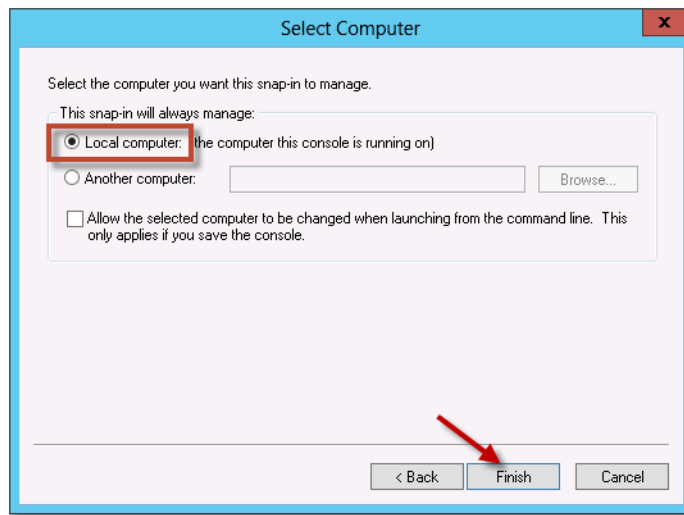 Select Computer
x
Select the computer you want this snap-in to manage.
This snap-in will always manage:
Local computer: the computer this console is running on)
Another computer:
Browse...
Allow the selected computer to be changed when launching from the command line. This
only applies if you save the console.
< Back
Finish
Cancel